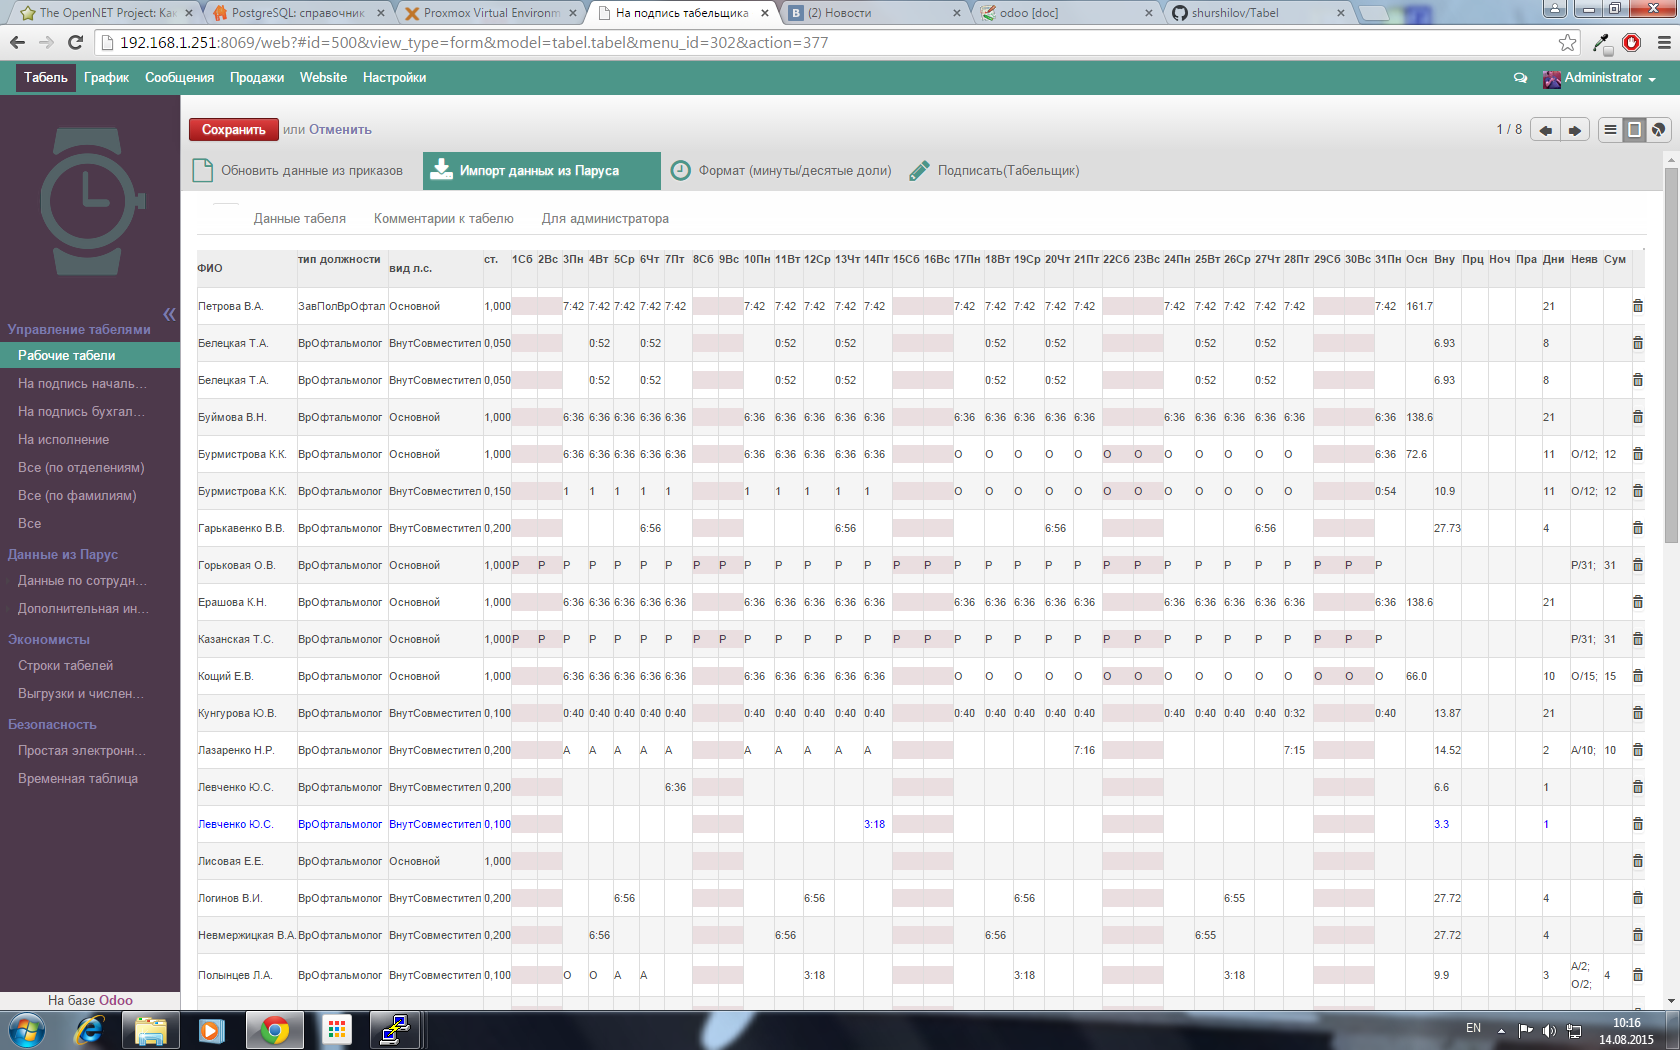 The OpenNET Project: Как
PostgreSQL: справочник
Proxmox Virtual Environm
На подпись табельщика
(2) Новости
odoo [doc]
shurshilov/Tabel
192.168.1.251:8069/web?#id=500&view_type=form&model=tabel.tabel&menu_id=302&action=377
Табель График Сообщения Продажи Website Настройки Administrator
Сохранить или Отменить 1 / 8
Обновить данные из приказов Импорт данных из Паруса Формат (минуты/десятые доли) Подписать(Табельщик)
Данные табеля Комментарии к табелю Для администратора
Управление табелями
Рабочие табели
На подпись началь...
На подпись бухгал...
На исполнение
Все (по отделениям)
Все (по фамилиям)
Все
Данные из Парус
Данные по сотрудн...
Дополнительная ин...
Экономисты
Строки табелей
Выгрузки и числен...
Безопасность
Простая электронн...
Временная таблица
На базе Odoo
ФИО тип должности вид л.с. ст. 1Сб 2Вс 3Пн 4Вт 5Ср 6Чт 7Пт 8Сб 9Вс 10Пн 11Вт 12Ср 13Чт 14Пт 15Сб 16Вс 17Пн 18Вт 19Ср 20Чт 21Пт 22Сб 23Вс 24Пн 25Вт 26Ср 27Чт 28Пт 29Сб 30Вс 31Пн Осн Вну Прц Ноч Пра Дни Неяв Сум
Петрова В.А. ЗавПолВрОфтал Основной 1,000 7:42 7:42 7:42 7:42 7:42 7:42 7:42 7:42 7:42 7:42 7:42 7:42 7:42 7:42 7:42 7:42 7:42 7:42 7:42 7:42 7:42 161.7 21
Белецкая Т.А. ВрОфтальмолог ВнутСовместител 0,050 0:52 0:52 0:52 0:52 0:52 0:52 0:52 0:52 6.93 8
Белецкая Т.А. ВрОфтальмолог ВнутСовместител 0,050 0:52 0:52 0:52 0:52 0:52 0:52 0:52 0:52 6.93 8
Буймова В.Н. ВрОфтальмолог Основной 1,000 6:36 6:36 6:36 6:36 6:36 6:36 6:36 6:36 6:36 6:36 6:36 6:36 6:36 6:36 6:36 6:36 6:36 6:36 6:36 6:36 6:36 138.6 21
Бурмистрова К.К. ВрОфтальмолог Основной 1,000 6:36 6:36 6:36 6:36 6:36 6:36 6:36 6:36 6:36 6:36 О О О О О О О О О О О О 6:36 72.6 11 О/12; 12
Бурмистрова К.К. ВрОфтальмолог ВнутСовместител 0,150 1 1 1 1 1 1 1 1 1 1 О О О О О О О О О О О О 0:54 10.9 11 О/12; 12
Гарькавенко В.В. ВрОфтальмолог ВнутСовместител 0,200 6:56 6:56 6:56 6:56 27.73 4
Горьковая О.В. ВрОфтальмолог Основной 1,000 Р Р Р Р Р Р Р Р Р Р Р Р Р Р Р Р Р Р Р Р Р Р Р Р Р Р Р Р Р Р Р Р/31; 31
Ерашова К.Н. ВрОфтальмолог Основной 1,000 6:36 6:36 6:36 6:36 6:36 6:36 6:36 6:36 6:36 6:36 6:36 6:36 6:36 6:36 6:36 6:36 6:36 6:36 6:36 6:36 6:36 138.6 21
Казанская Т.С. ВрОфтальмолог Основной 1,000 Р Р Р Р Р Р Р Р Р Р Р Р Р Р Р Р Р Р Р Р Р Р Р Р Р Р Р Р Р Р Р Р/31; 31
Кощий Е.В. ВрОфтальмолог Основной 1,000 6:36 6:36 6:36 6:36 6:36 6:36 6:36 6:36 6:36 6:36 О О О О О О О О О О О О О О О 66.0 10 О/15; 15
Кунгурова Ю.В. ВрОфтальмолог ВнутСовместител 0,100 0:40 0:40 0:40 0:40 0:40 0:40 0:40 0:40 0:40 0:40 0:40 0:40 0:40 0:40 0:40 0:40 0:40 0:40 0:40 0:32 0:40 13.87 21
Лазаренко Н.Р. ВрОфтальмолог ВнутСовместител 0,200 А А А А А А А А А А 7:16 7:15 14.52 2 А/10; 10
Левченко Ю.С. ВрОфтальмолог ВнутСовместител 0,200 6:36 6.6 1
Левченко Ю.С. ВрОфтальмолог ВнутСовместител 0,100 3:18 3.3 1
Лисовая Е.Е. ВрОфтальмолог Основной 1,000
Логинов В.И. ВрОфтальмолог ВнутСовместител 0,200 6:56 6:56 6:56 6:55 27.72 4
Невмержицкая В.А. ВрОфтальмолог ВнутСовместител 0,200 6:56 6:56 6:56 6:55 27.72 4
Полынцев Л.А. ВрОфтальмолог ВнутСовместител 0,100 О О А А 3:18 3:18 3:18 9.9 3 А/2; О/2; 4
EN
10:16
14.08.2015